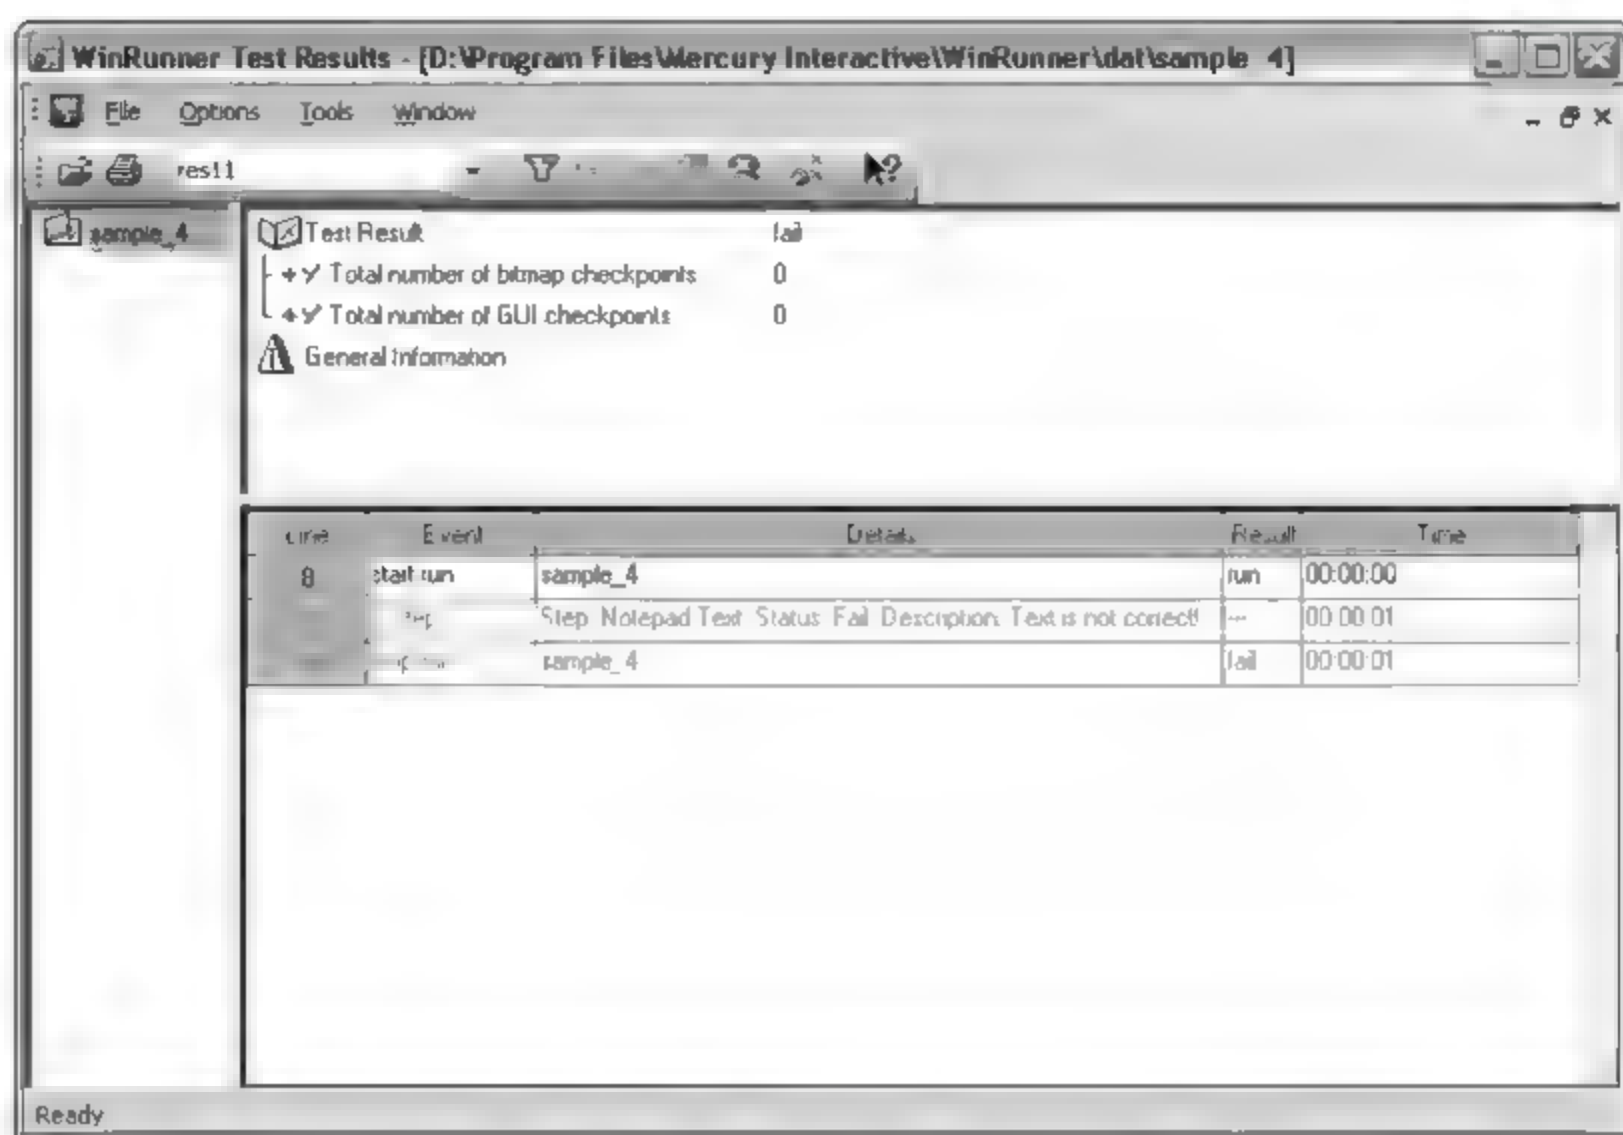 WinRunner Test Results - [D:\Program Files\Mercury Interactive\WinRunner\dat\sample_4]
File Options Tools Window
res11
sample_4
Test Result fail
Total number of bitmap checkpoints 0
Total number of GUI checkpoints 0
General Information
Line Event Details Result Time
8 start run sample_4 run 00:00:00
Step: Notepad Text Status: Fail Description: Text is not correct! --- 00:00:01
sample_4 fail 00:00:01
Ready